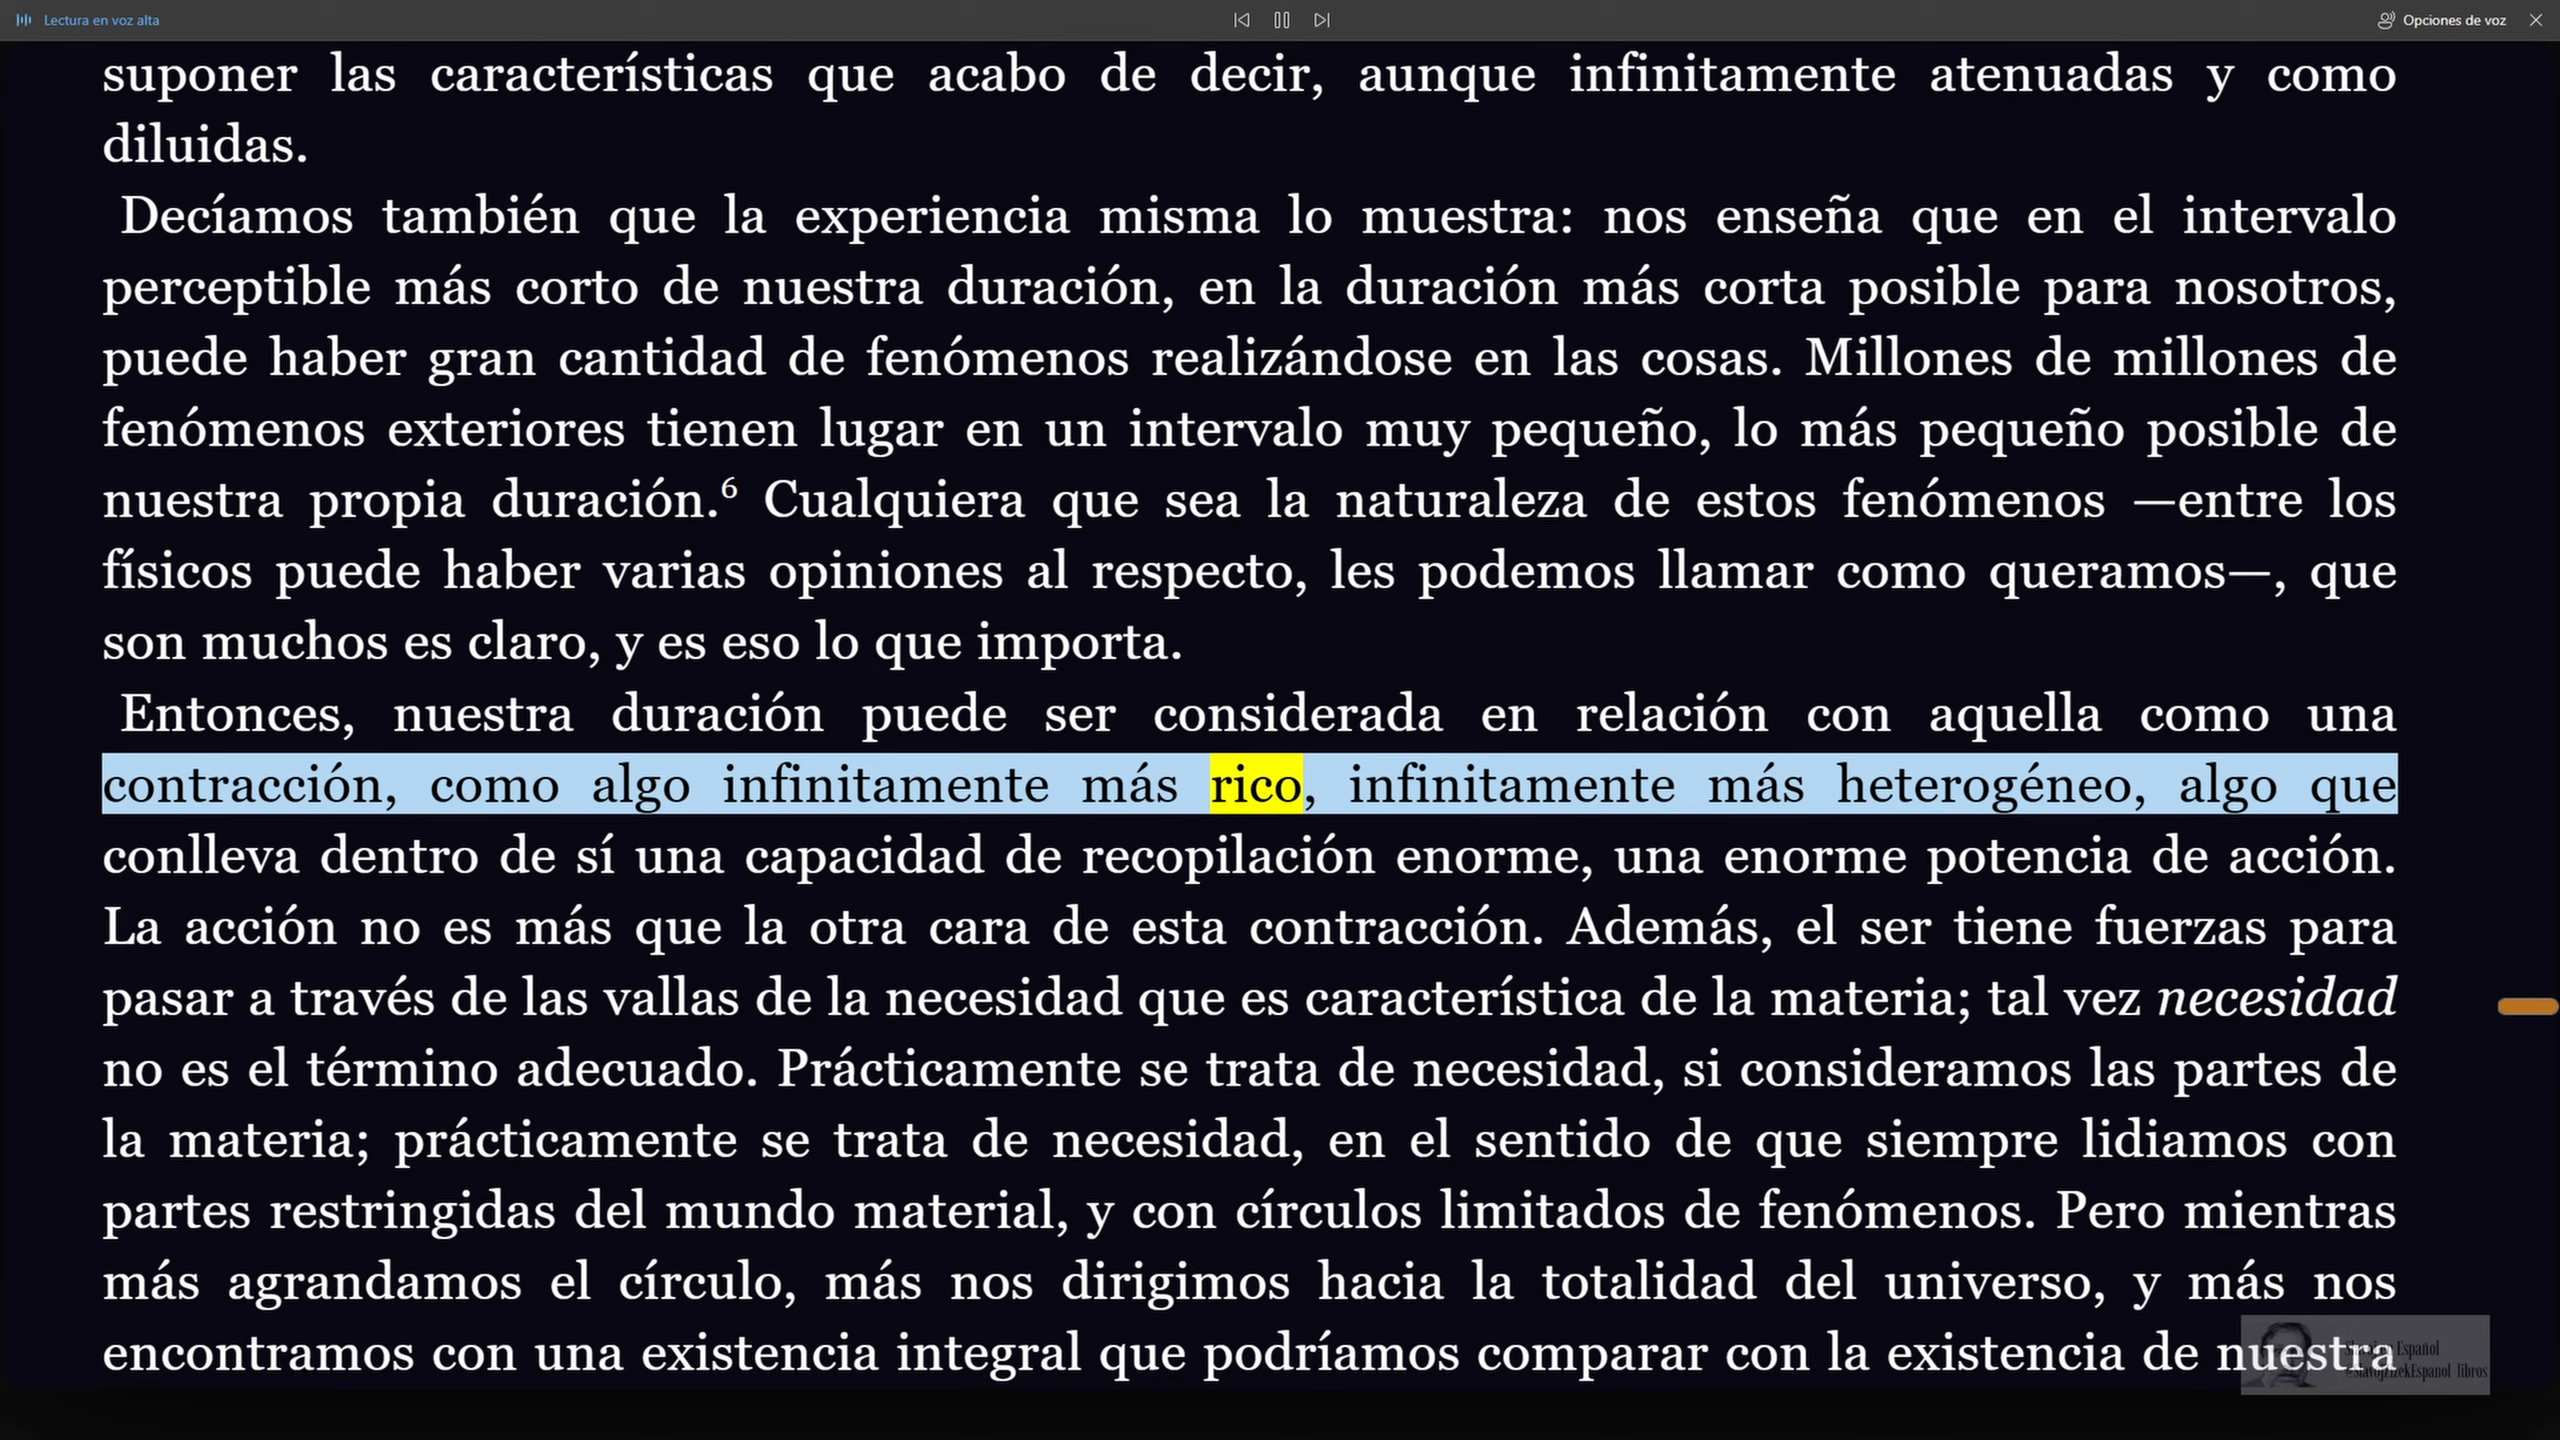 Lectura en voz alta
Opciones de voz
suponer las características que acabo de decir, aunque infinitamente atenuadas y como
diluidas.
Decíamos también que la experiencia misma lo muestra: nos enseña que en el intervalo
perceptible más corto de nuestra duración, en la duración más corta posible para nosotros,
puede haber gran cantidad de fenómenos realizándose en las cosas. Millones de millones de
fenómenos exteriores tienen lugar en un intervalo muy pequeño, lo más pequeño posible de
nuestra propia duración.⁶ Cualquiera que sea la naturaleza de estos fenómenos —entre los
físicos puede haber varias opiniones al respecto, les podemos llamar como queramos—, que
son muchos es claro, y es eso lo que importa.
Entonces, nuestra duración puede ser considerada en relación con aquella como una
contracción, como algo infinitamente más rico, infinitamente más heterogéneo, algo que
conlleva dentro de sí una capacidad de recopilación enorme, una enorme potencia de acción.
La acción no es más que la otra cara de esta contracción. Además, el ser tiene fuerzas para
pasar a través de las vallas de la necesidad que es característica de la materia; tal vez necesidad
no es el término adecuado. Prácticamente se trata de necesidad, si consideramos las partes de
la materia; prácticamente se trata de necesidad, en el sentido de que siempre lidiamos con
partes restringidas del mundo material, y con círculos limitados de fenómenos. Pero mientras
más agrandamos el círculo, más nos dirigimos hacia la totalidad del universo, y más nos
encontramos con una existencia integral que podríamos comparar con la existencia de nuestra
Español